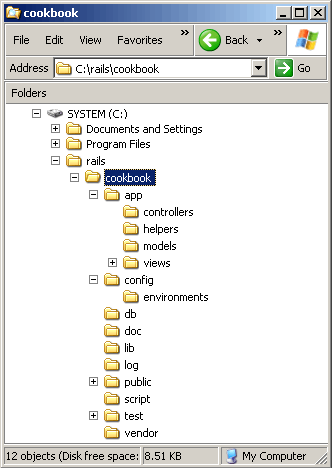 cookbook
File Edit View Favorites » Back »
Address C:\rails\cookbook Go
Folders
SYSTEM (C:)
Documents and Settings
Program Files
rails
cookbook
app
controllers
helpers
models
views
config
environments
db
doc
lib
log
public
script
test
vendor
12 objects (Disk free space: 8.51 KB My Computer